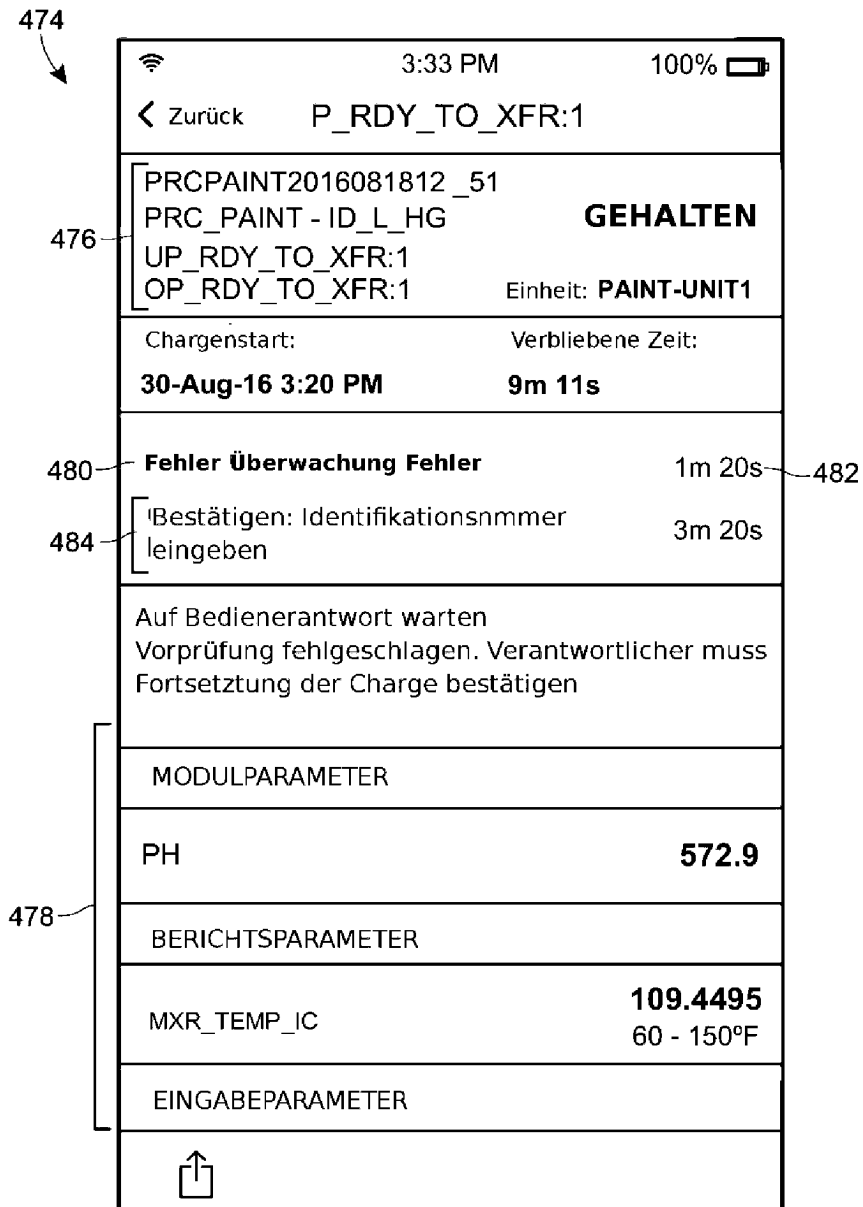 474
3:33 PM 100%
Zurück P_RDY_TO_XFR:1
PRCPAINT2016081812 _51
PRC_PAINT - ID_L_HG GEHALTEN
476
UP_RDY_TO_XFR:1
OP_RDY_TO_XFR:1 Einheit: PAINT-UNIT1
Chargenstart: Verbliebene Zeit:
30-Aug-16 3:20 PM 9m 11s
480 Fehler Überwachung Fehler 1m 20s 482
484 Bestätigen: Identifikationsnmmer 3m 20s
eingeben
Auf Bedienerantwort warten
Vorprüfung fehlgeschlagen. Verantwortlicher muss
Fortsetztung der Charge bestätigen
MODULPARAMETER
PH 572.9
478
BERICHTSPARAMETER
MXR_TEMP_IC 109.4495
60 - 150ºF
EINGABEPARAMETER